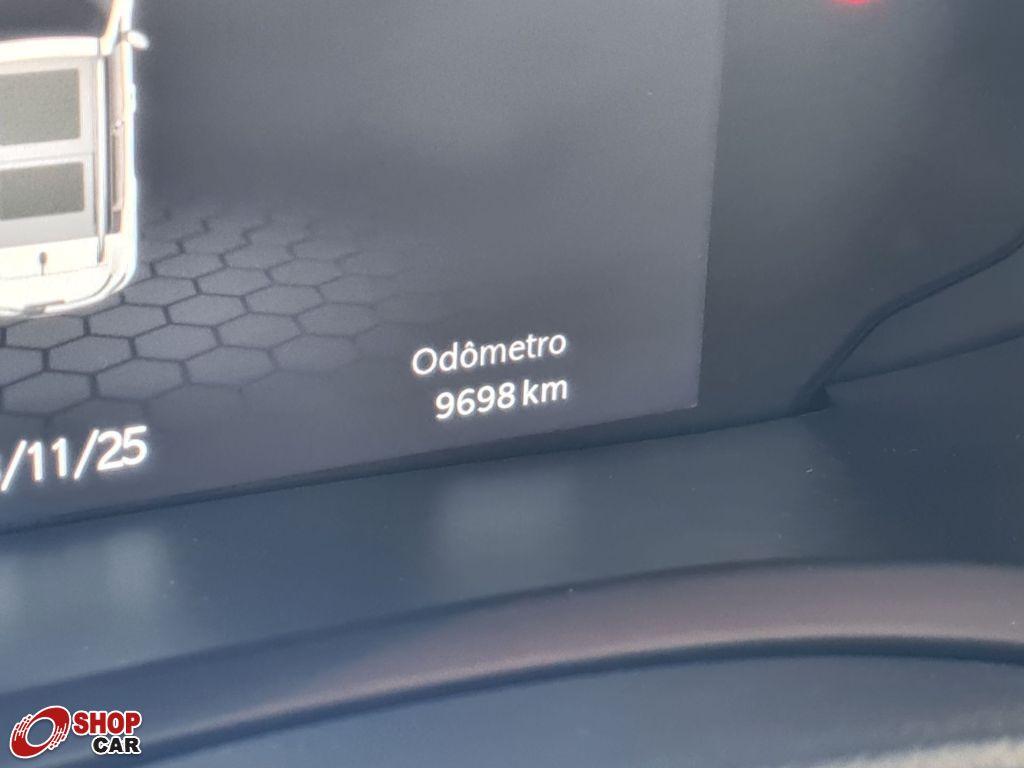 Odômetro
9698 km
/11/25
SHOP
CAR